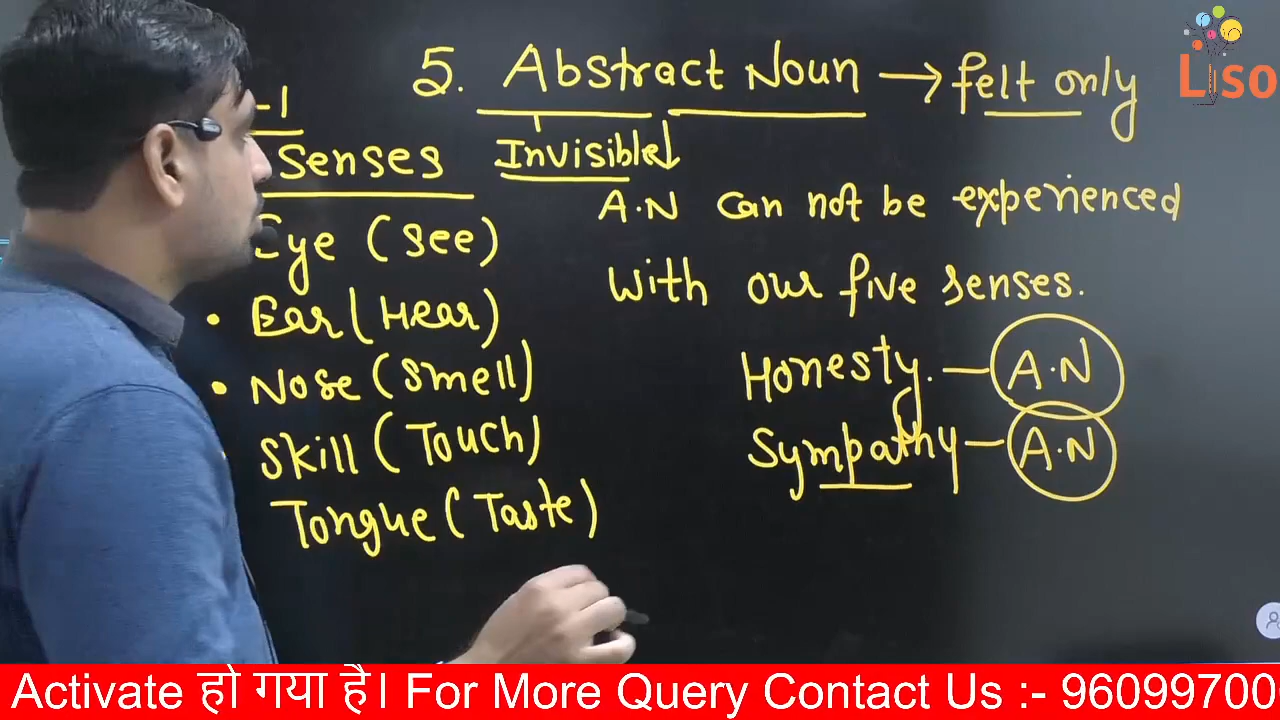 5. Abstract Noun → felt only
Invisible
-1
Senses
Eye (See)
• Ear (Hear)
• Nose (Smell)
Skill (Touch)
Tongue (Taste)
A.N can not be experienced
with our five senses.
Honesty. — A.N
Sympathy — A.N
Liso
Activate हो गया है। For More Query Contact Us :- 96099700